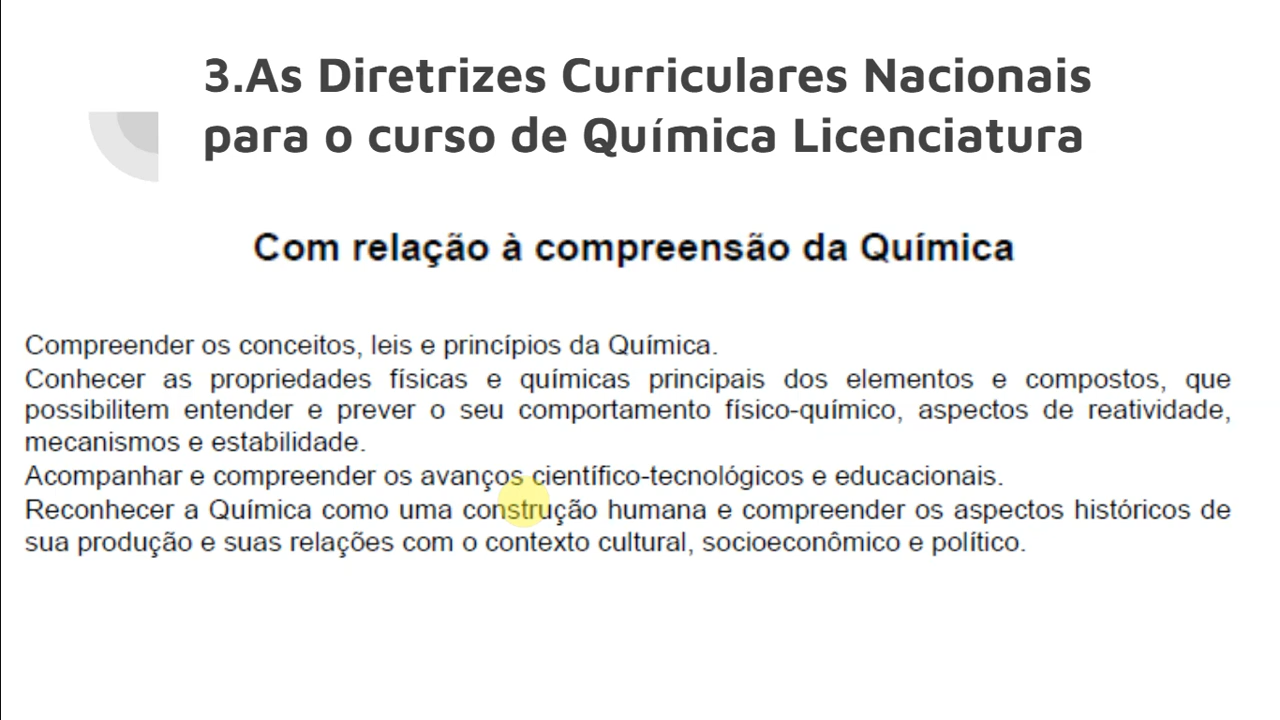 3.As Diretrizes Curriculares Nacionais
para o curso de Química Licenciatura
Com relação à compreensão da Química
Compreender os conceitos, leis e princípios da Química.
Conhecer as propriedades físicas e químicas principais dos elementos e compostos, que
possibilitem entender e prever o seu comportamento físico-químico, aspectos de reatividade,
mecanismos e estabilidade.
Acompanhar e compreender os avanços científico-tecnológicos e educacionais.
Reconhecer a Química como uma construção humana e compreender os aspectos históricos de
sua produção e suas relações com o contexto cultural, socioeconômico e político.